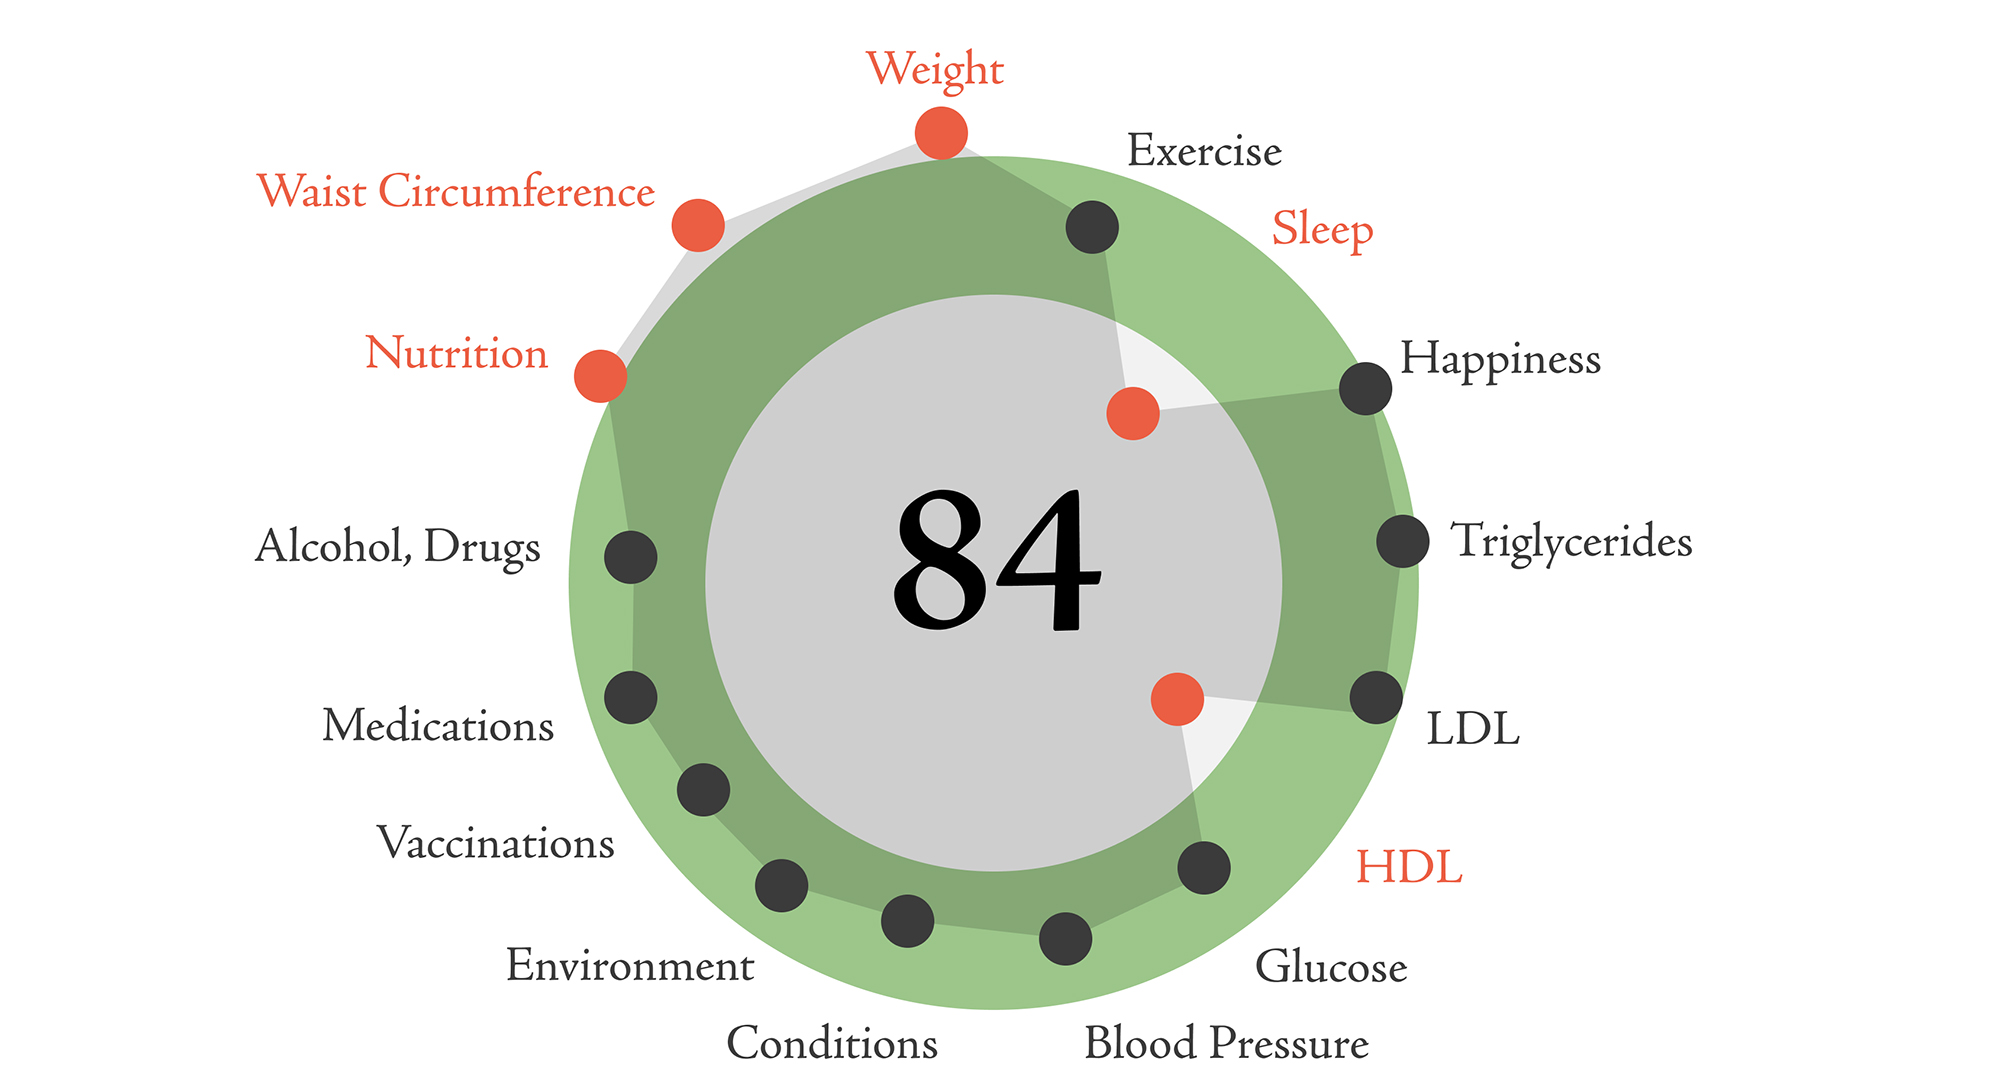 Weight
Exercise
Waist Circumference
Sleep
Nutrition
Happiness
84
Alcohol, Drugs
Triglycerides
Medications
LDL
Vaccinations
HDL
Environment
Glucose
Conditions
Blood Pressure